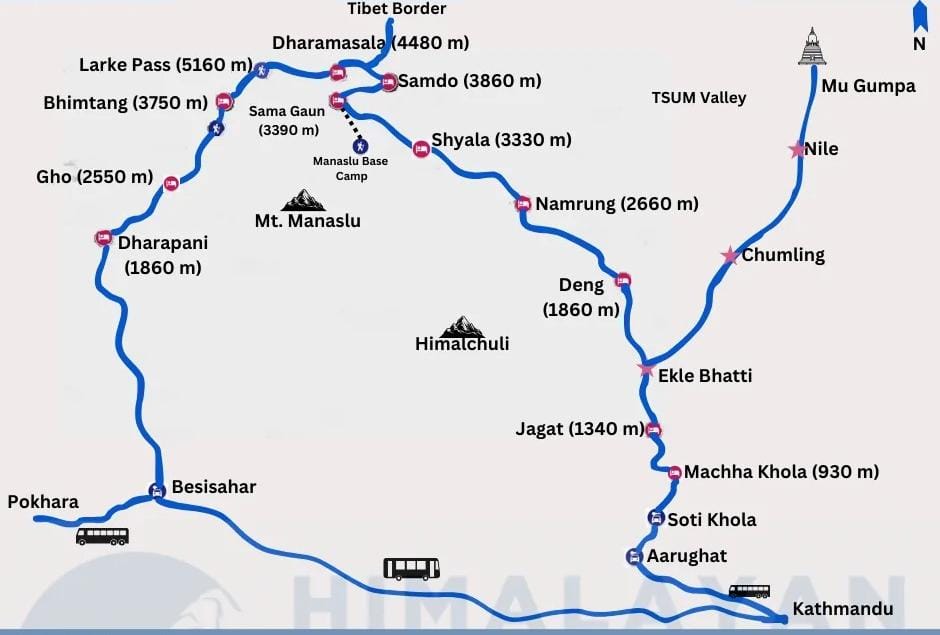 Tibet Border
N
Dharamasala (4480 m)
Larke Pass (5160 m)
Samdo (3860 m)
Mu Gumpa
Bhimtang (3750 m)
TSUM Valley
Sama Gaun
(3390 m)
Shyala (3330 m)
Nile
Manaslu Base
Camp
Gho (2550 m)
Namrung (2660 m)
Mt. Manaslu
Dharapani
(1860 m)
Chumling
Deng
(1860 m)
Himalchuli
Ekle Bhatti
Jagat (1340 m)
Machha Khola (930 m)
Besisahar
Pokhara
Soti Khola
Aarughat
HIMALAYAN
Kathmandu